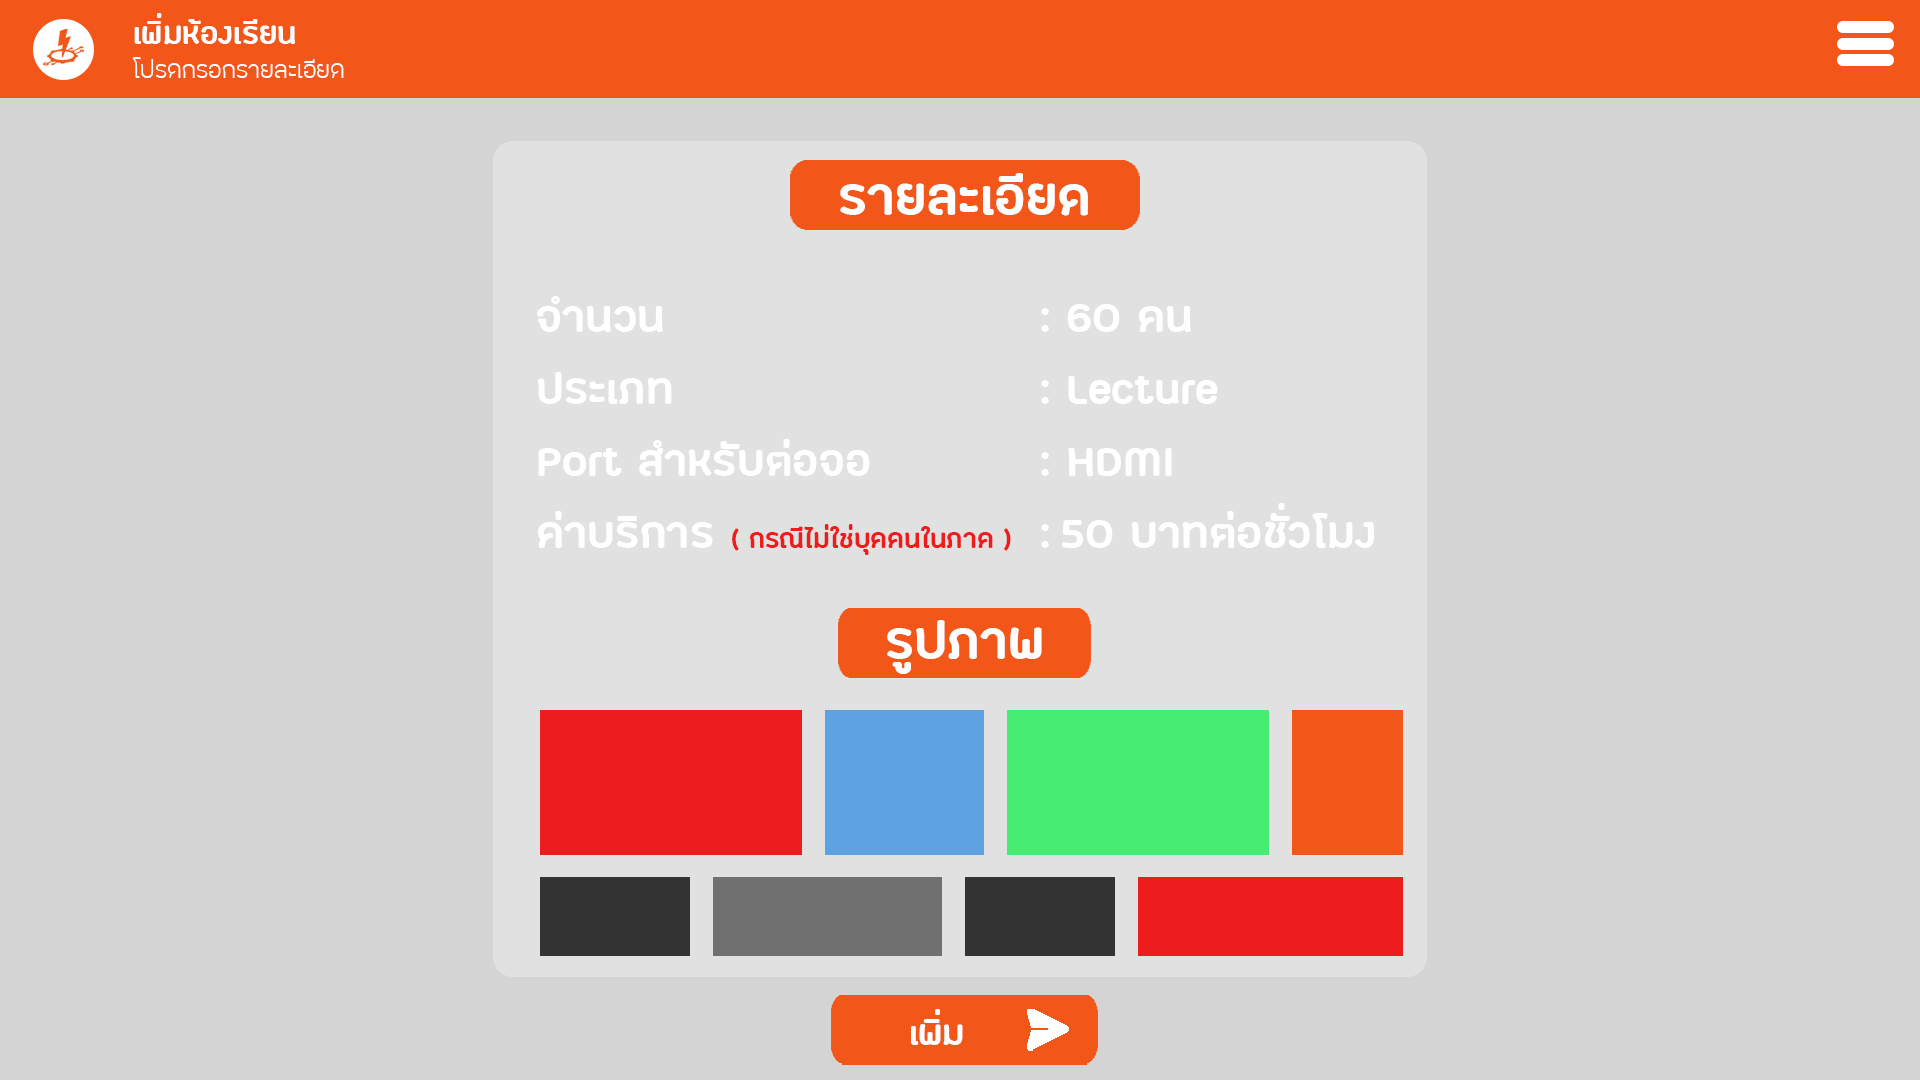 เพิ่มห้องเรียน
โปรดกรอกรายละเอียด
รายละเอียด
จำนวน : 60 คน
ประเภท : Lecture
Port สำหรับต่อจอ : HDMI
ค่าบริการ ( กรณีไม่ใช่บุคคนในภาค ) : 50 บาทต่อชั่วโมง
รูปภาพ
เพิ่ม